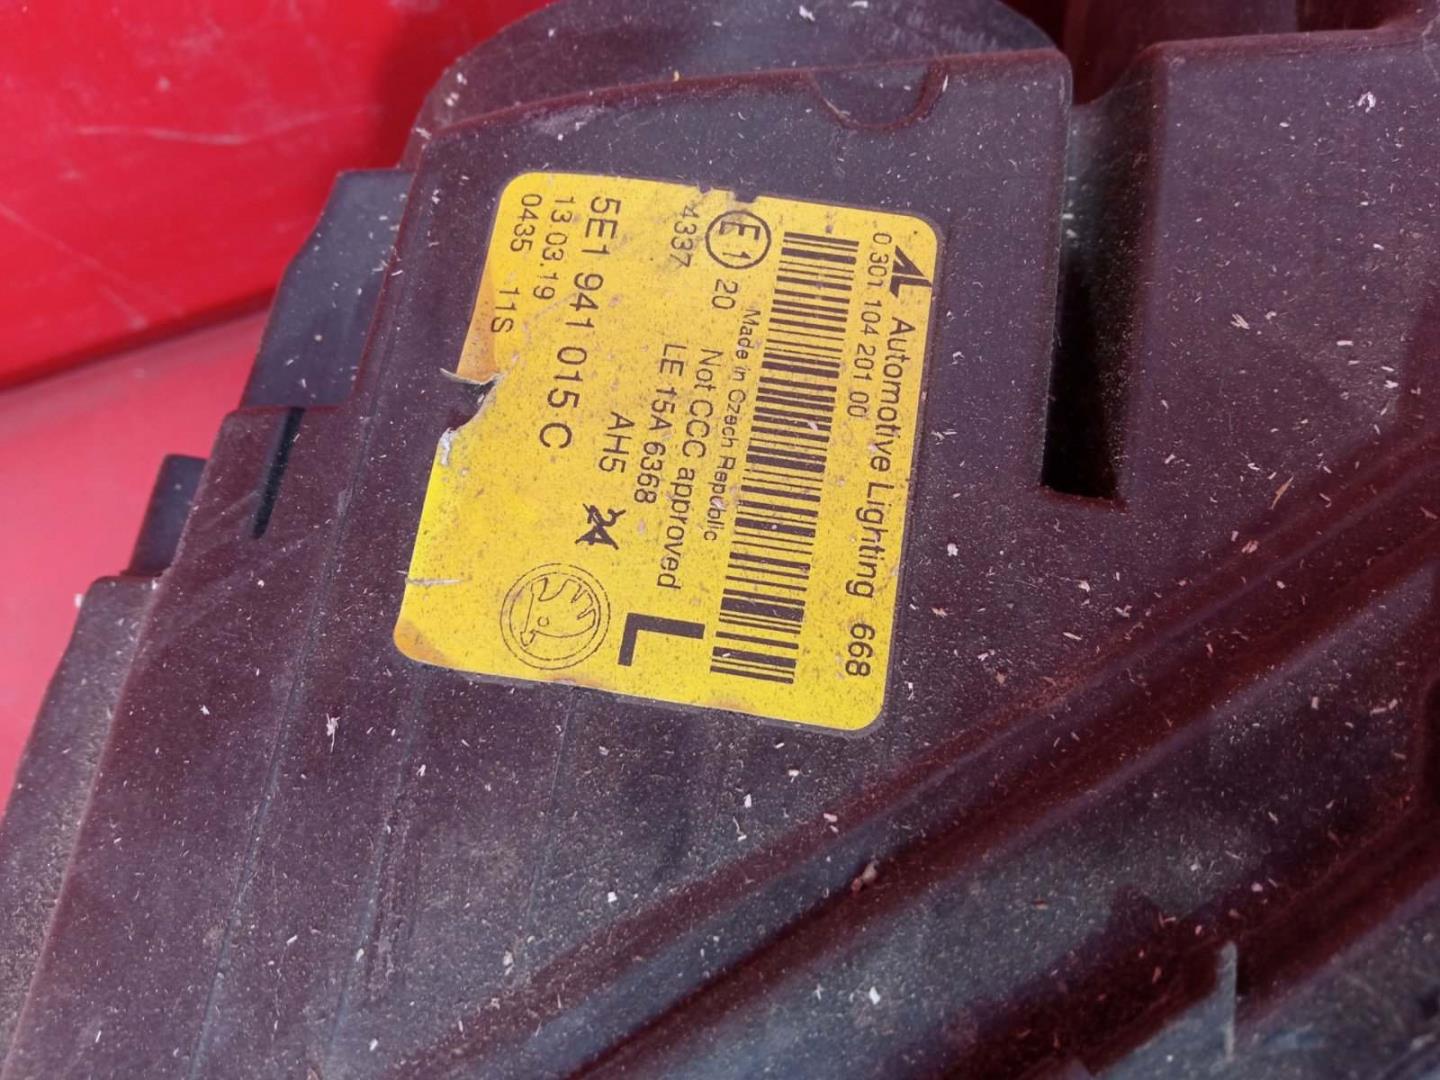 Automotive Lighting 668
0 301 104 201 00
Made in Czech Republic
E1 20
Not CCC approved
4337
LE 15A 6368
L
AH5 24
5E1 941 015 C
13.03.19
0435 11S